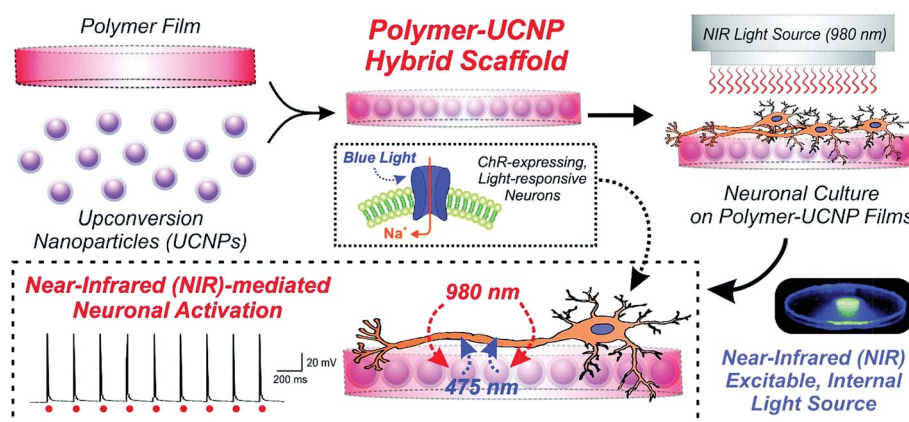 Polymer Film
Upconversion
Nanoparticles (UCNPs)
Polymer-UCNP
Hybrid Scaffold
NIR Light Source (980 nm)
Blue Light
ChR-expressing,
Light-responsive
Neurons
Na+
Neuronal Culture
on Polymer-UCNP Films
Near-Infrared (NIR)-mediated
Neuronal Activation
20 mV
200 ms
980 nm
475 nm
Near-Infrared (NIR)
Excitable, Internal
Light Source